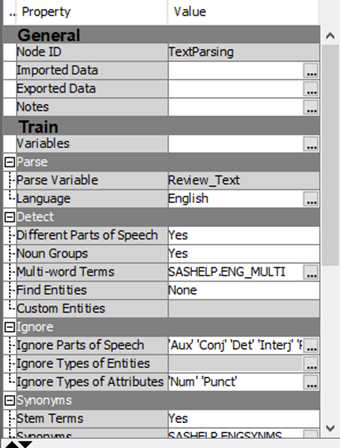 .. Property Value
General
Node ID TextParsing
Imported Data ...
Exported Data ...
Notes ...
Train
Variables ...
Parse
Parse Variable Review_Text
Language English ...
Detect
Different Parts of Speech Yes
Noun Groups Yes
Multi-word Terms SASHELP.ENG_MULTI ...
Find Entities None
Custom Entities
Ignore
Ignore Parts of Speech 'Aux' 'Conj' 'Det' 'Interj' ...
Ignore Types of Entities ...
Ignore Types of Attributes 'Num' 'Punct' ...
Synonyms
Stem Terms Yes
Synonyms SASHELP.ENGSYNMS ...